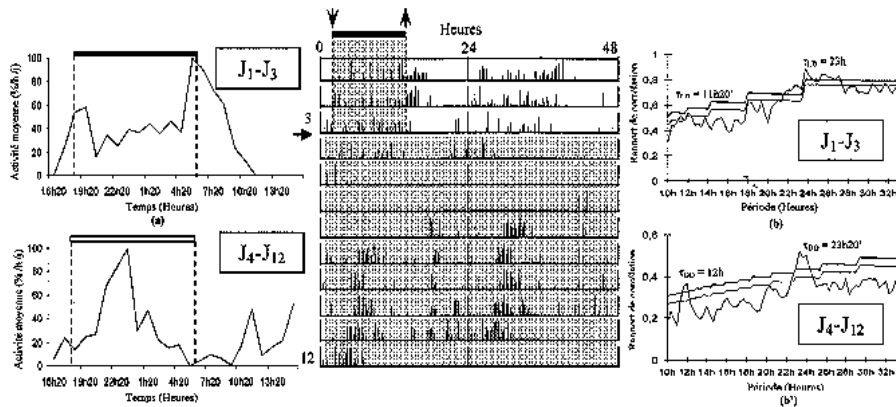 Heures
0 24 48
3
12
J1-J3
Activité moyenne (%/h /j)
100
80
60
40
20
0
16h20 19h20 22h20 1h20 4h20 7h20 10h20 13h20
Temps (Heures)
(a)
J4-J12
Activité moyenne (%/h /j)
100
80
60
40
20
0
16h20 19h20 22h20 1h20 4h20 7h20 10h20 13h20
Temps (Heures)
τLD = 23h
τLD = 11h20'
J1-J3
Rapport de corrélation
1
0,8
0,6
0,4
0,2
0
10h 12h 14h 16h 18h 20h 22h 24h 26h 28h 30h 32h
Période (Heures)
(b)
τDD = 23h20'
τDD = 12h
J4-J12
Rapport de corrélation
0,6
0,4
0,2
0
10h 12h 14h 16h 18h 20h 22h 24h 26h 28h 30h 32h
Période (Heures)
(b')